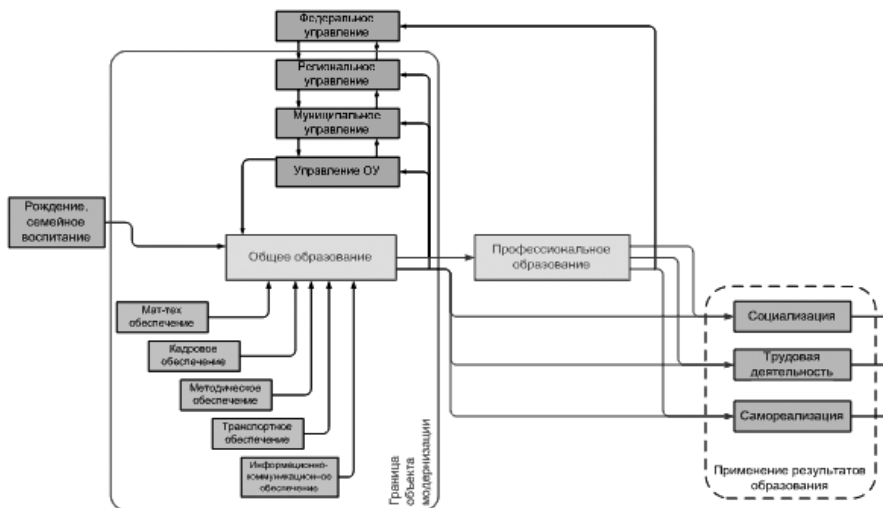 Федеральное
управление
Региональное
управление
Муниципальное
управление
Управление ОУ
Рождение,
семейное
воспитание
Общее образование
Профессиональное
образование
Мат-тех
обеспечение
Кадровое
обеспечение
Методическое
обеспечение
Транспортное
обеспечение
Информационно-
коммуникационное
обеспечение
Граница
объекта
модернизации
Социализация
Трудовая
деятельность
Самореализация
Применение результатов
образования